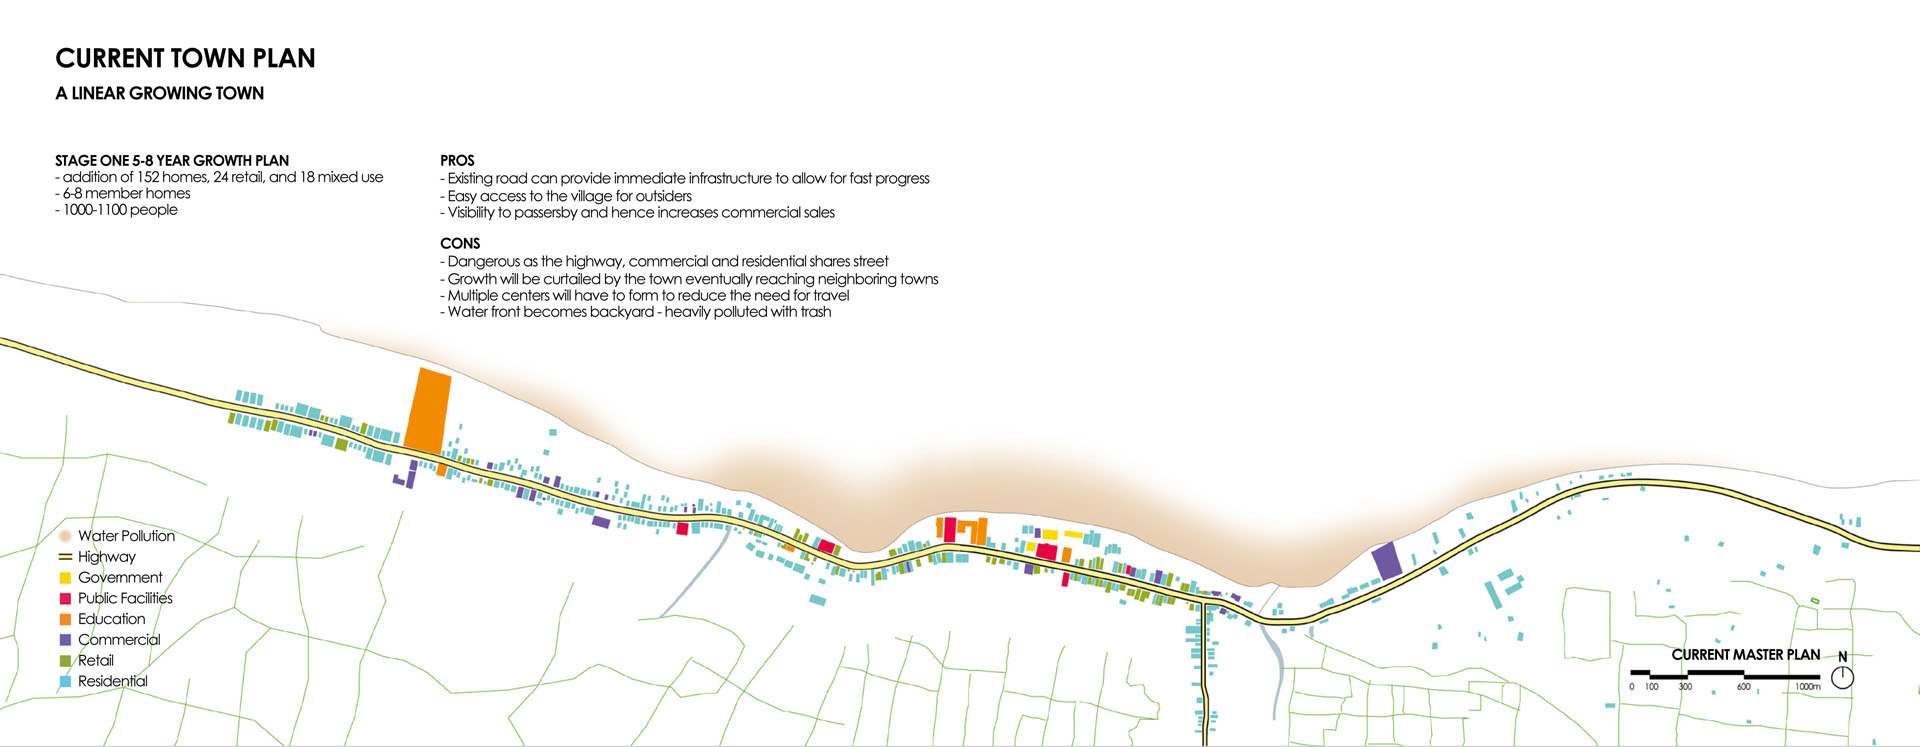 CURRENT TOWN PLAN
A LINEAR GROWING TOWN
STAGE ONE 5-8 YEAR GROWTH PLAN
- addition of 152 homes, 24 retail, and 18 mixed use
- 6-8 member homes
- 1000-1100 people
PROS
- Existing road can provide immediate infrastructure to allow for fast progress
- Easy access to the village for outsiders
- Visibility to passersby and hence increases commercial sales
CONS
- Dangerous as the highway, commercial and residential shares street
- Growth will be curtailed by the town eventually reaching neighboring towns
- Multiple centers will have to form to reduce the need for travel
- Water front becomes backyard - heavily polluted with trash
Water Pollution
Highway
Government
Public Facilities
Education
Commercial
Retail
Residential
CURRENT MASTER PLAN
N
0 100 300 600 1000m